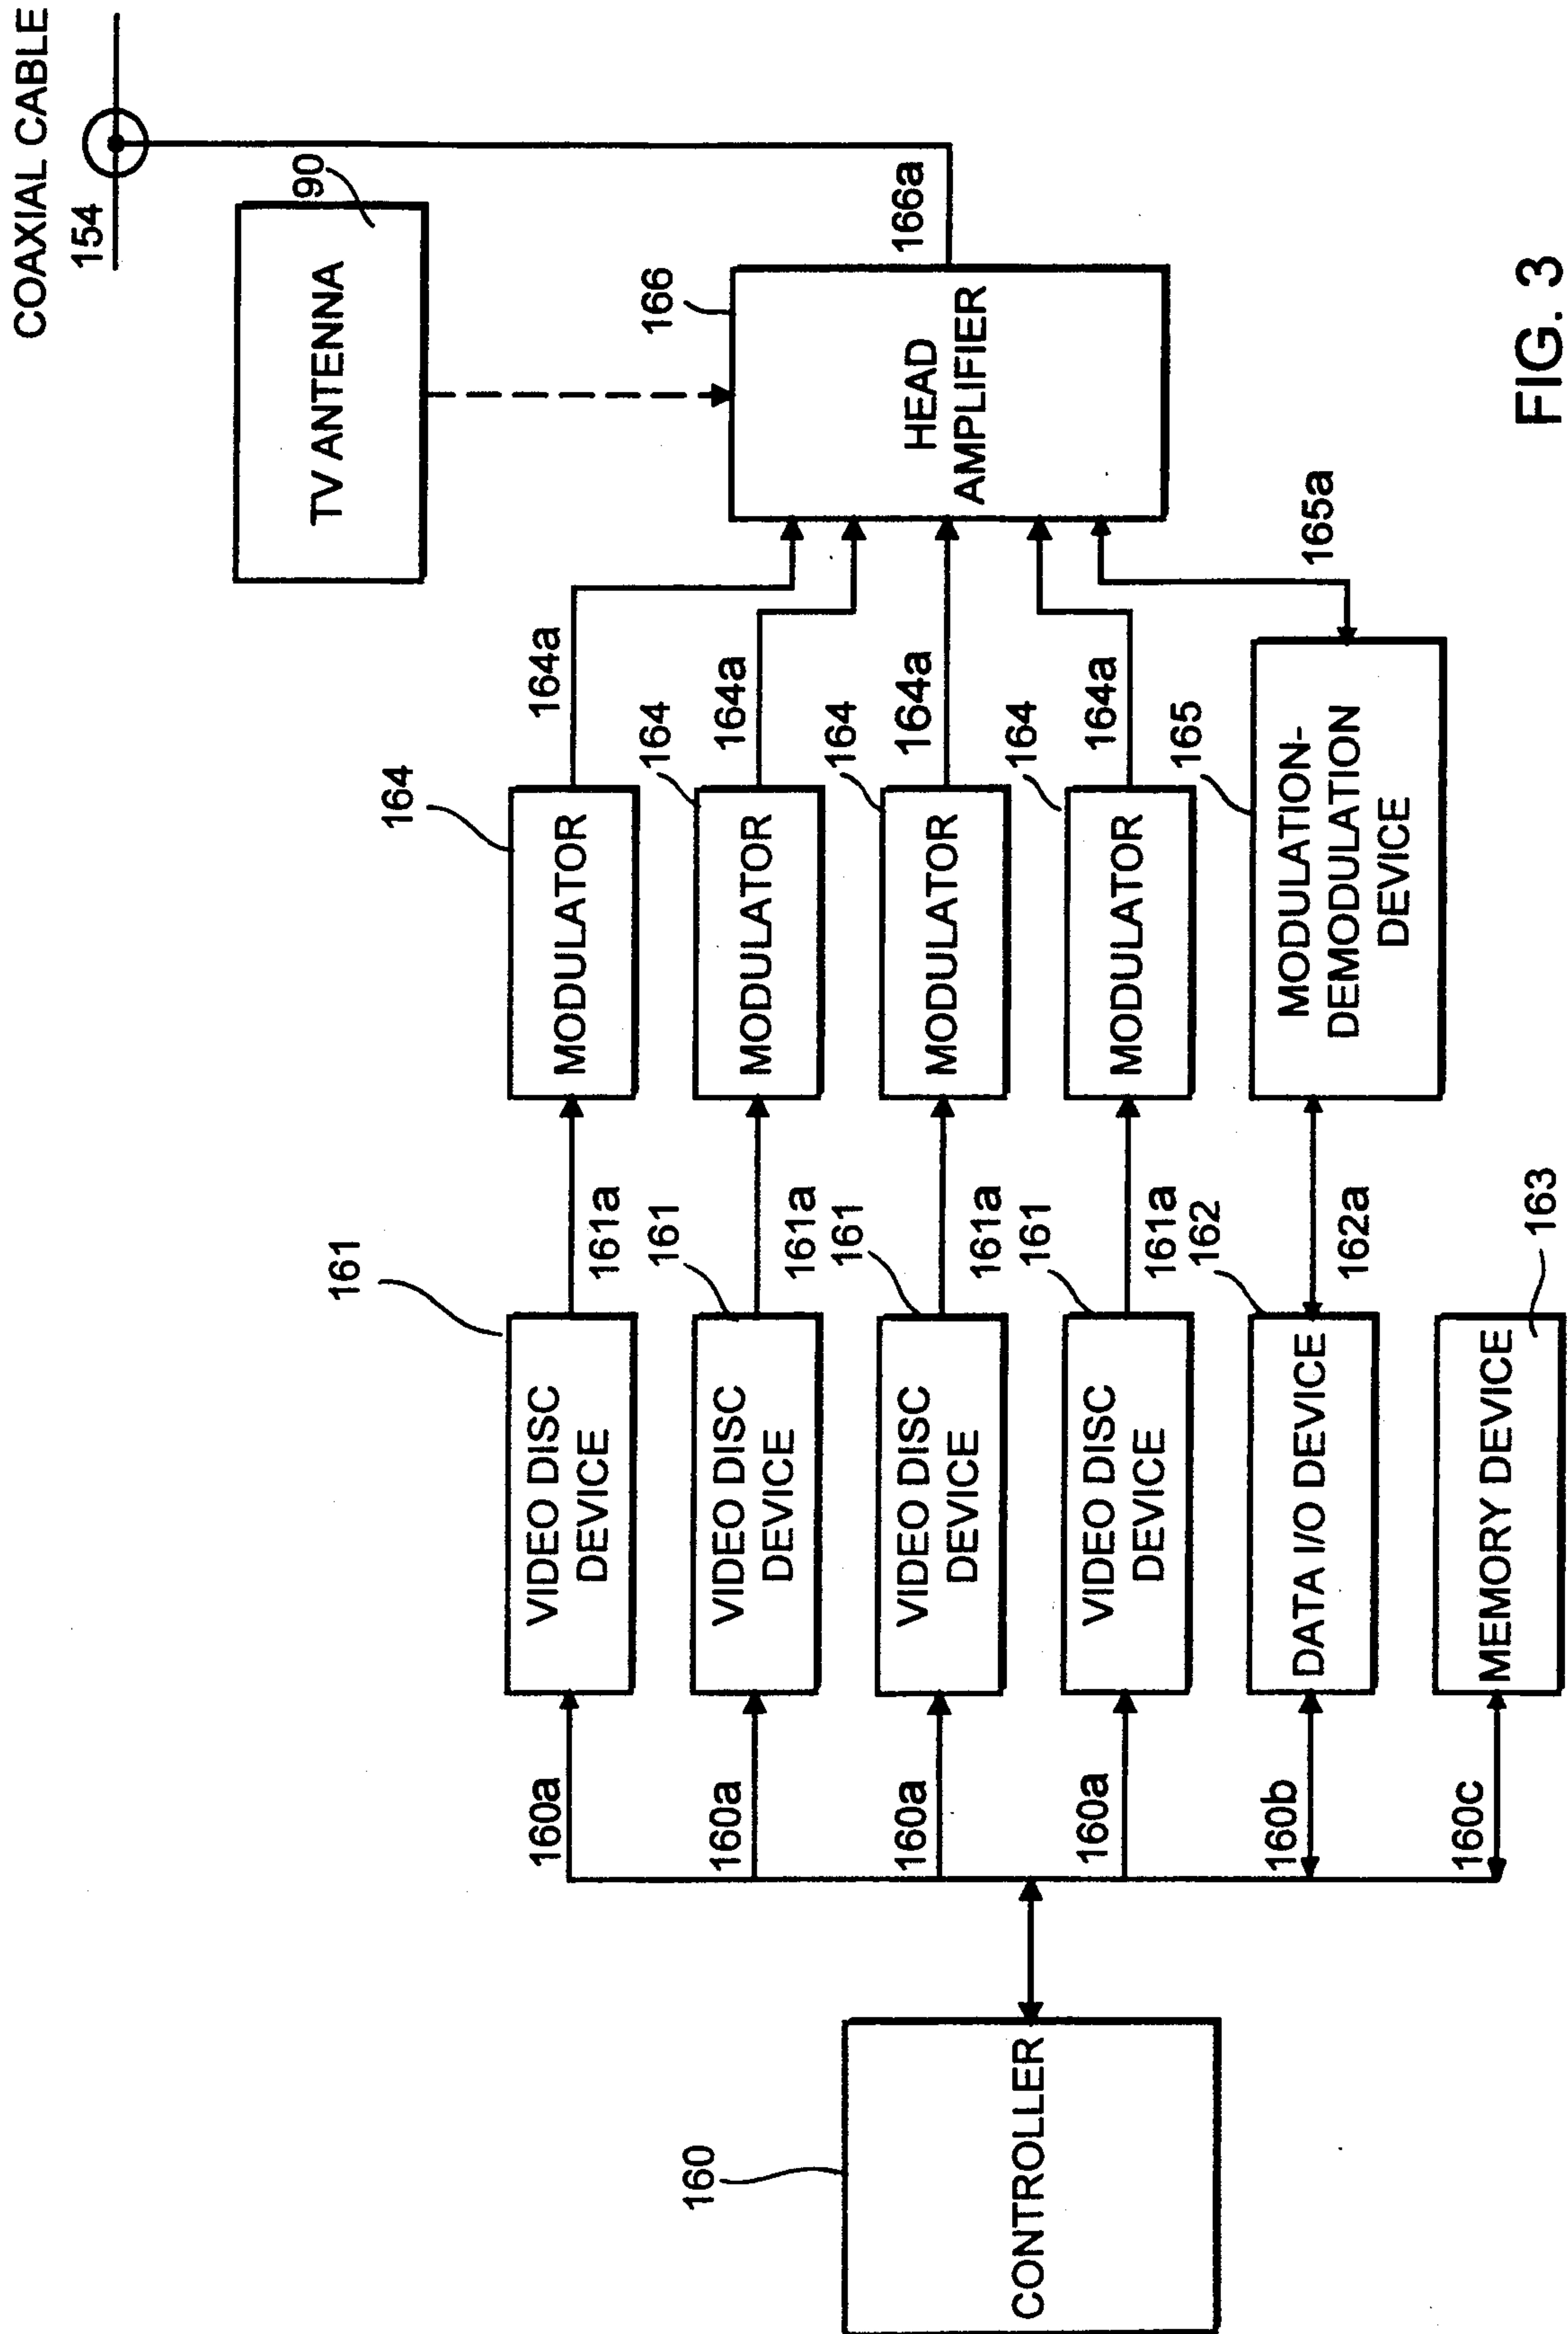 COAXIAL CABLE
154
TV ANTENNA
90
166
HEAD
AMPLIFIER
166a
164
MODULATOR
164a
164
MODULATOR
164a
164
MODULATOR
164a
164
MODULATOR
164a
165
MODULATION-
DEMODULATION
DEVICE
165a
161
VIDEO DISC
DEVICE
161a
161
VIDEO DISC
DEVICE
161a
161
VIDEO DISC
DEVICE
161a
161
VIDEO DISC
DEVICE
161a
162
DATA I/O DEVICE
162a
MEMORY DEVICE
163
160a
160a
160a
160a
160b
160c
160
CONTROLLER
FIG. 3